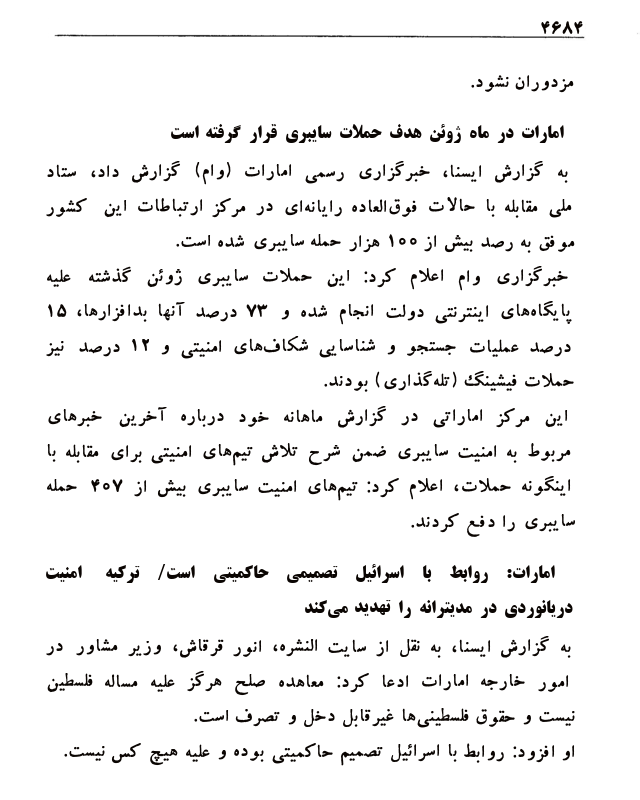 ۴۶۸۴
مزدوران نشود.
امارات در ماه ژوئن هدف حملات سایبری قرار گرفته است
به گزارش ایسنا، خبرگزاری رسمی امارات (وام) گزارش داد، ستاد
ملی مقابله با حالات فوق‌العاده رایانه‌ای در مرکز ارتباطات این کشور
موفق به رصد بیش از ۱۰۰ هزار حمله سایبری شده است.
خبرگزاری وام اعلام کرد: این حملات سایبری ژوئن گذشته علیه
پایگاه‌های اینترنتی دولت انجام شده و ۷۳ درصد آنها بدافزارها، ۱۵
درصد عملیات جستجو و شناسایی شکاف‌های امنیتی و ۱۲ درصد نیز
حملات فیشینگ (تله‌گذاری) بودند.
این مرکز اماراتی در گزارش ماهانه خود درباره آخرین خبرهای
مربوط به امنیت سایبری ضمن شرح تلاش تیم‌های امنیتی برای مقابله با
اینگونه حملات، اعلام کرد: تیم‌های امنیت سایبری بیش از ۴۰۷ حمله
سایبری را دفع کردند.
امارات: روابط با اسرائیل تصمیمی حاکمیتی است/ ترکیه امنیت
دریانوردی در مدیترانه را تهدید می‌کند
به گزارش ایسنا، به نقل از سایت النشره، انور قرقاش، وزیر مشاور در
امور خارجه امارات ادعا کرد: معاهده صلح هرگز علیه مساله فلسطین
نیست و حقوق فلسطینی‌ها غیرقابل دخل و تصرف است.
او افزود: روابط با اسرائیل تصمیم حاکمیتی بوده و علیه هیچ کس نیست.